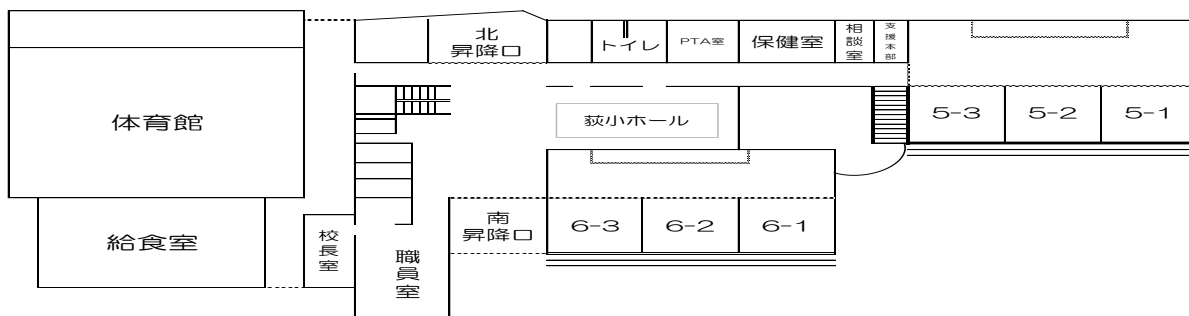 北
昇降口
トイレ
PTA室
保健室
相談室
支援本部
体育館
荻小ホール
5-3
5-2
5-1
給食室
校長室
職員室
南
昇降口
6-3
6-2
6-1